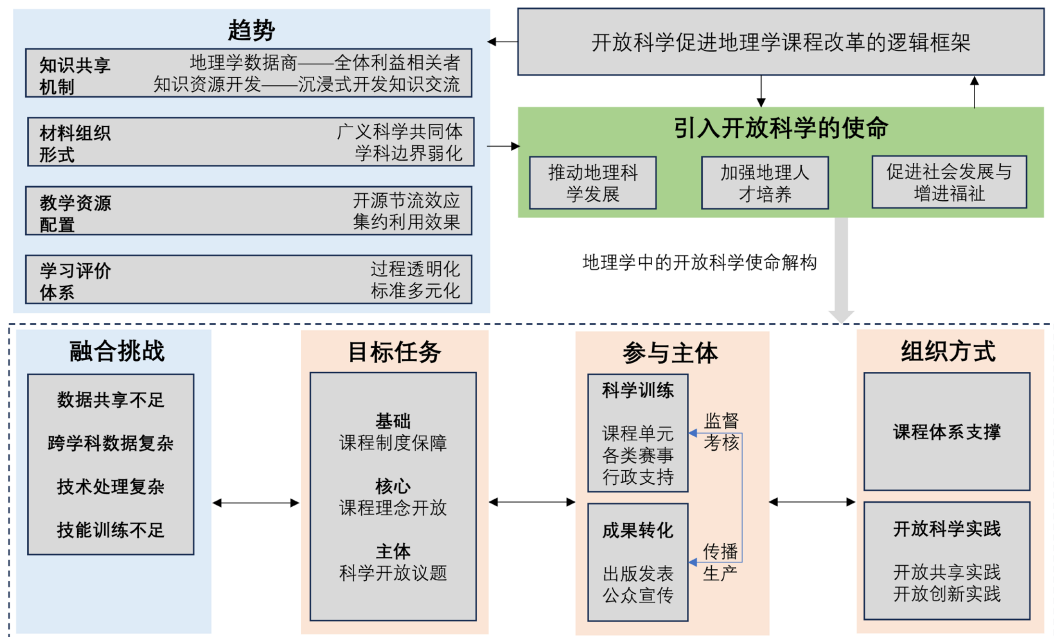 趋势
知识共享
机制
地理学数据商——全体利益相关者
知识资源开发——沉浸式开发知识交流
材料组织
形式
广义科学共同体
学科边界弱化
教学资源
配置
开源节流效应
集约利用效果
学习评价
体系
过程透明化
标准多元化
开放科学促进地理学课程改革的逻辑框架
引入开放科学的使命
推动地理科
学发展
加强地理人
才培养
促进社会发展与
增进福祉
地理学中的开放科学使命解构
融合挑战
数据共享不足
跨学科数据复杂
技术处理复杂
技能训练不足
目标任务
基础
课程制度保障
核心
课程理念开放
主体
科学开放议题
参与主体
科学训练
课程单元
各类赛事
行政支持
监督
考核
成果转化
出版发表
公众宣传
传播
生产
组织方式
课程体系支撑
开放科学实践
开放共享实践
开放创新实践